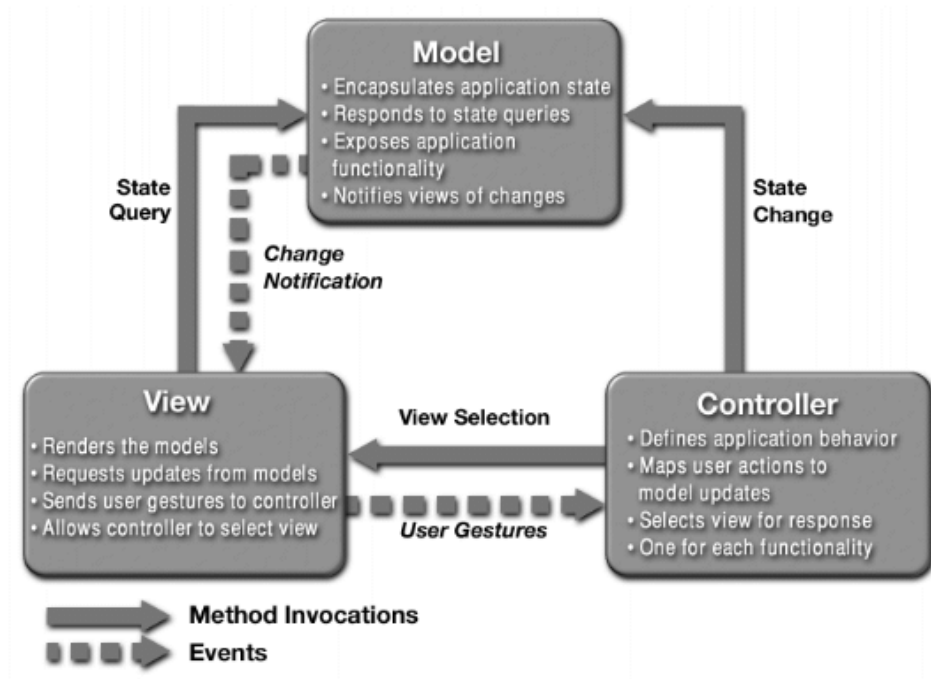 Model
• Encapsulates application state
• Responds to state queries
• Exposes application
functionality
• Notifies views of changes
State
Query
State
Change
Change
Notification
View
• Renders the models
• Requests updates from models
• Sends user gestures to controller
• Allows controller to select view
View Selection
User Gestures
Controller
• Defines application behavior
• Maps user actions to
model updates
• Selects view for response
• One for each functionality
Method Invocations
Events